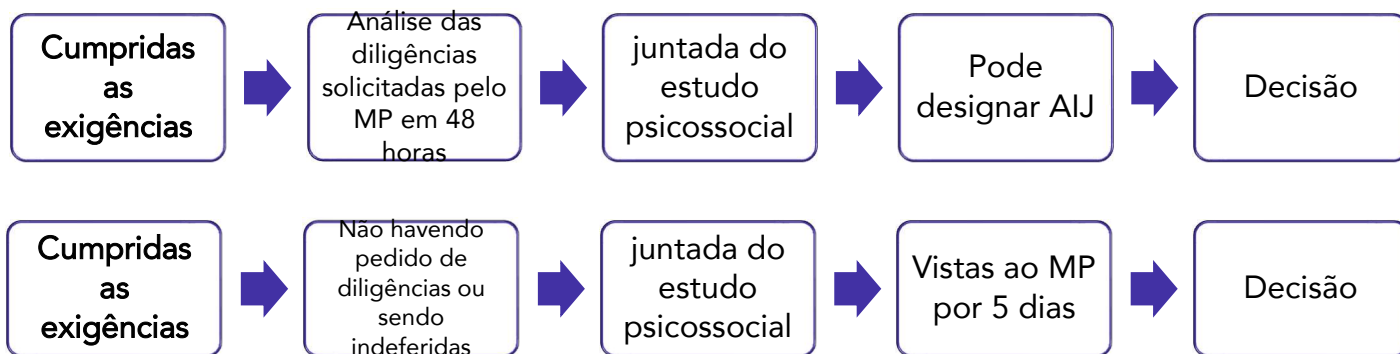 Cumpridas
as
exigências
Análise das
diligências
solicitadas pelo
MP em 48
horas
juntada do
estudo
psicossocial
Pode
designar AIJ
Decisão
Cumpridas
as
exigências
Não havendo
pedido de
diligências ou
sendo
indeferidas
juntada do
estudo
psicossocial
Vistas ao MP
por 5 dias
Decisão